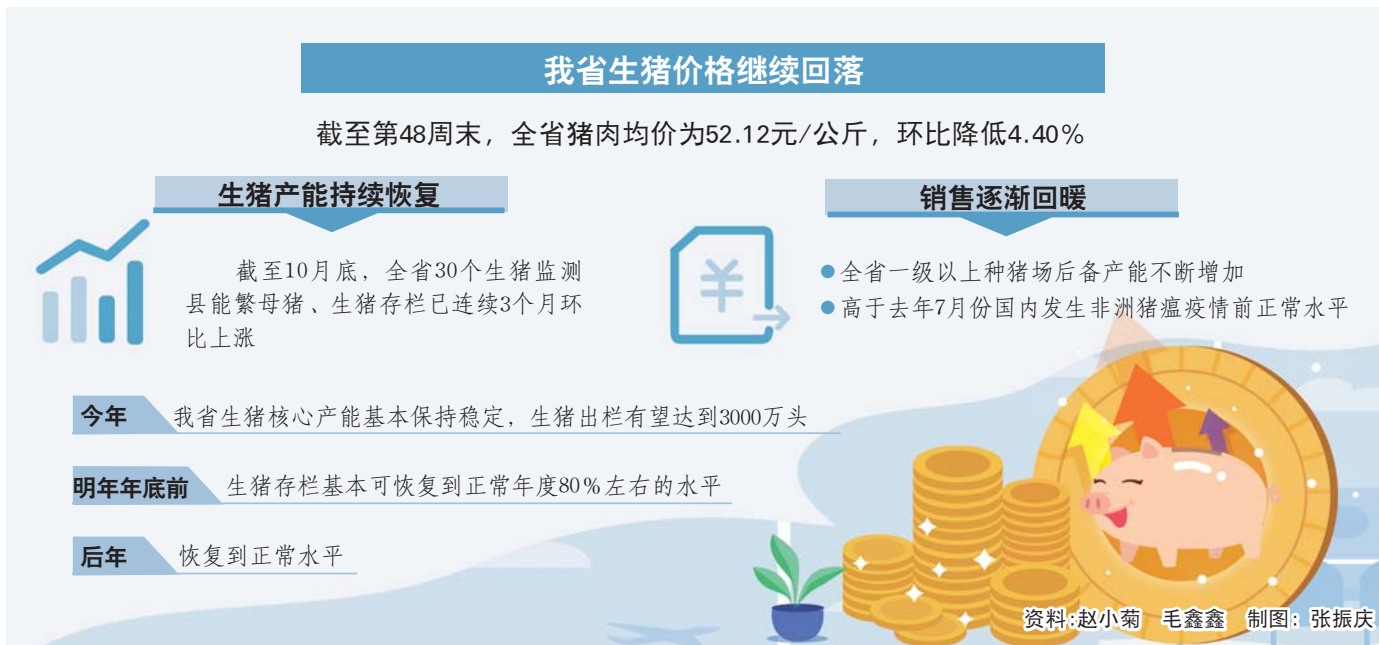 我省生猪价格继续回落
截至第48周末，全省猪肉均价为52.12元/公斤，环比降低4.40%
生猪产能持续恢复
截至10月底，全省30个生猪监测
县能繁母猪、生猪存栏已连续3个月环
比上涨
销售逐渐回暖
全省一级以上种猪场后备产能不断增加
高于去年7月份国内发生非洲猪瘟疫情前正常水平
¥
今年 我省生猪核心产能基本保持稳定，生猪出栏有望达到3000万头
明年年底前 生猪存栏基本可恢复到正常年度80%左右的水平
后年 恢复到正常水平
资料:赵小菊 毛鑫鑫 制图：张振庆